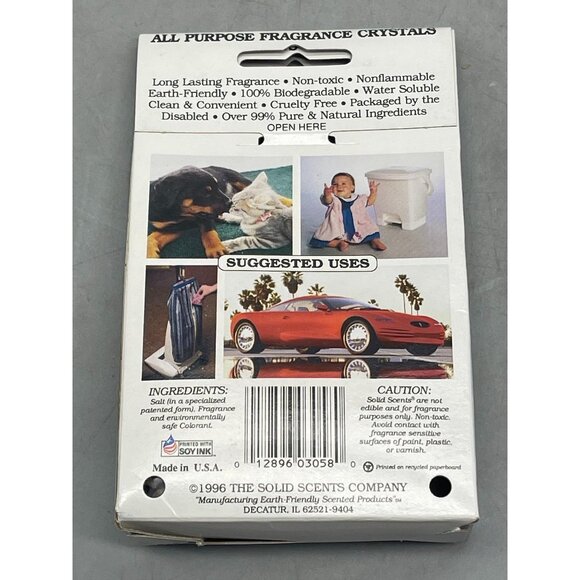 ALL PURPOSE FRAGRANCE CRYSTALS
Long Lasting Fragrance • Non-toxic • Nonflammable
Earth-Friendly • 100% Biodegradable • Water Soluble
Clean & Convenient • Cruelty Free • Packaged by the
Disabled • Over 99% Pure & Natural Ingredients
OPEN HERE
SUGGESTED USES
INGREDIENTS:
Salt (in a specialized
patented form), Fragrance
and environmentally
safe Colorant.
PRINTED WITH
SOY INK
Made in U.S.A.
0 12896 03058 0
CAUTION:
Solid Scents® are not
edible and for fragrance
purposes only. Non-toxic.
Avoid contact with
fragrance sensitive
surfaces of paint, plastic,
or varnish.
Printed on recycled paperboard
©1996 THE SOLID SCENTS COMPANY
"Manufacturing Earth-Friendly Scented Products"™
DECATUR, IL 62521-9404